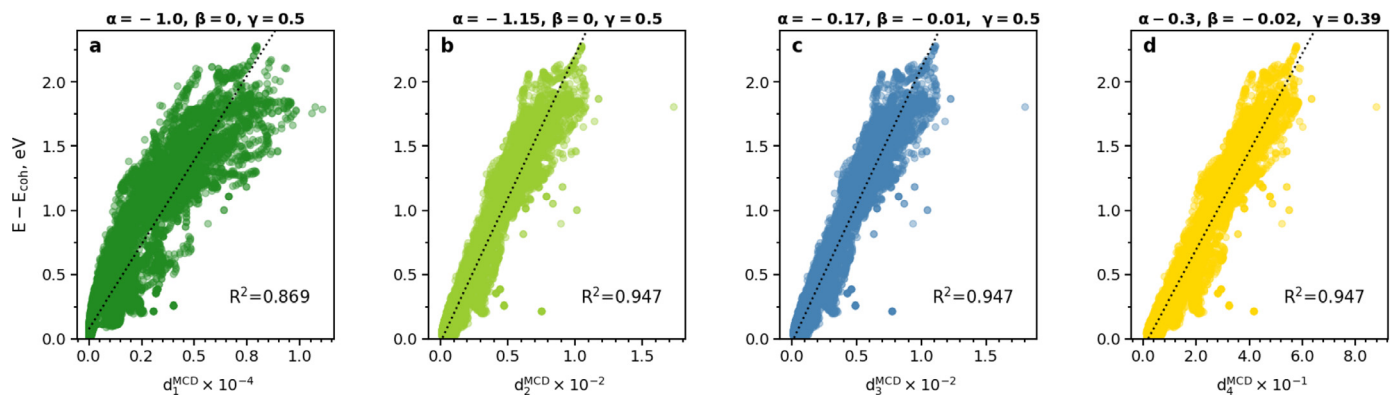 α = − 1.0, β = 0, γ = 0.5
α = − 1.15, β = 0, γ = 0.5
α = − 0.17, β = − 0.01, γ = 0.5
α − 0.3, β = − 0.02, γ = 0.39
a
b
c
d
E − E_coh, eV
2.0
1.5
1.0
0.5
0.0
R²=0.869
R²=0.947
R²=0.947
R²=0.947
0.0 0.2 0.5 0.8 1.0
0.0 0.5 1.0 1.5
0.0 0.5 1.0 1.5
0.0 2.0 4.0 6.0 8.0
d₁^MCD × 10⁻⁴
d₂^MCD × 10⁻²
d₃^MCD × 10⁻²
d₄^MCD × 10⁻¹